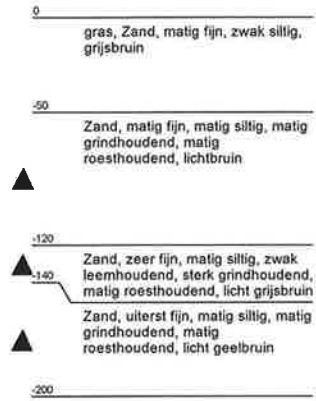 0
gras, Zand, matig fijn, zwak siltig,
grijsbruin
-50
Zand, matig fijn, matig siltig, matig
grindhoudend, matig
roesthoudend, lichtbruin
-120
Zand, zeer fijn, matig siltig, zwak
leemhoudend, sterk grindhoudend,
matig roesthoudend, licht grijsbruin
-140
Zand, uiterst fijn, matig siltig, matig
grindhoudend, matig
roesthoudend, licht geelbruin
-200